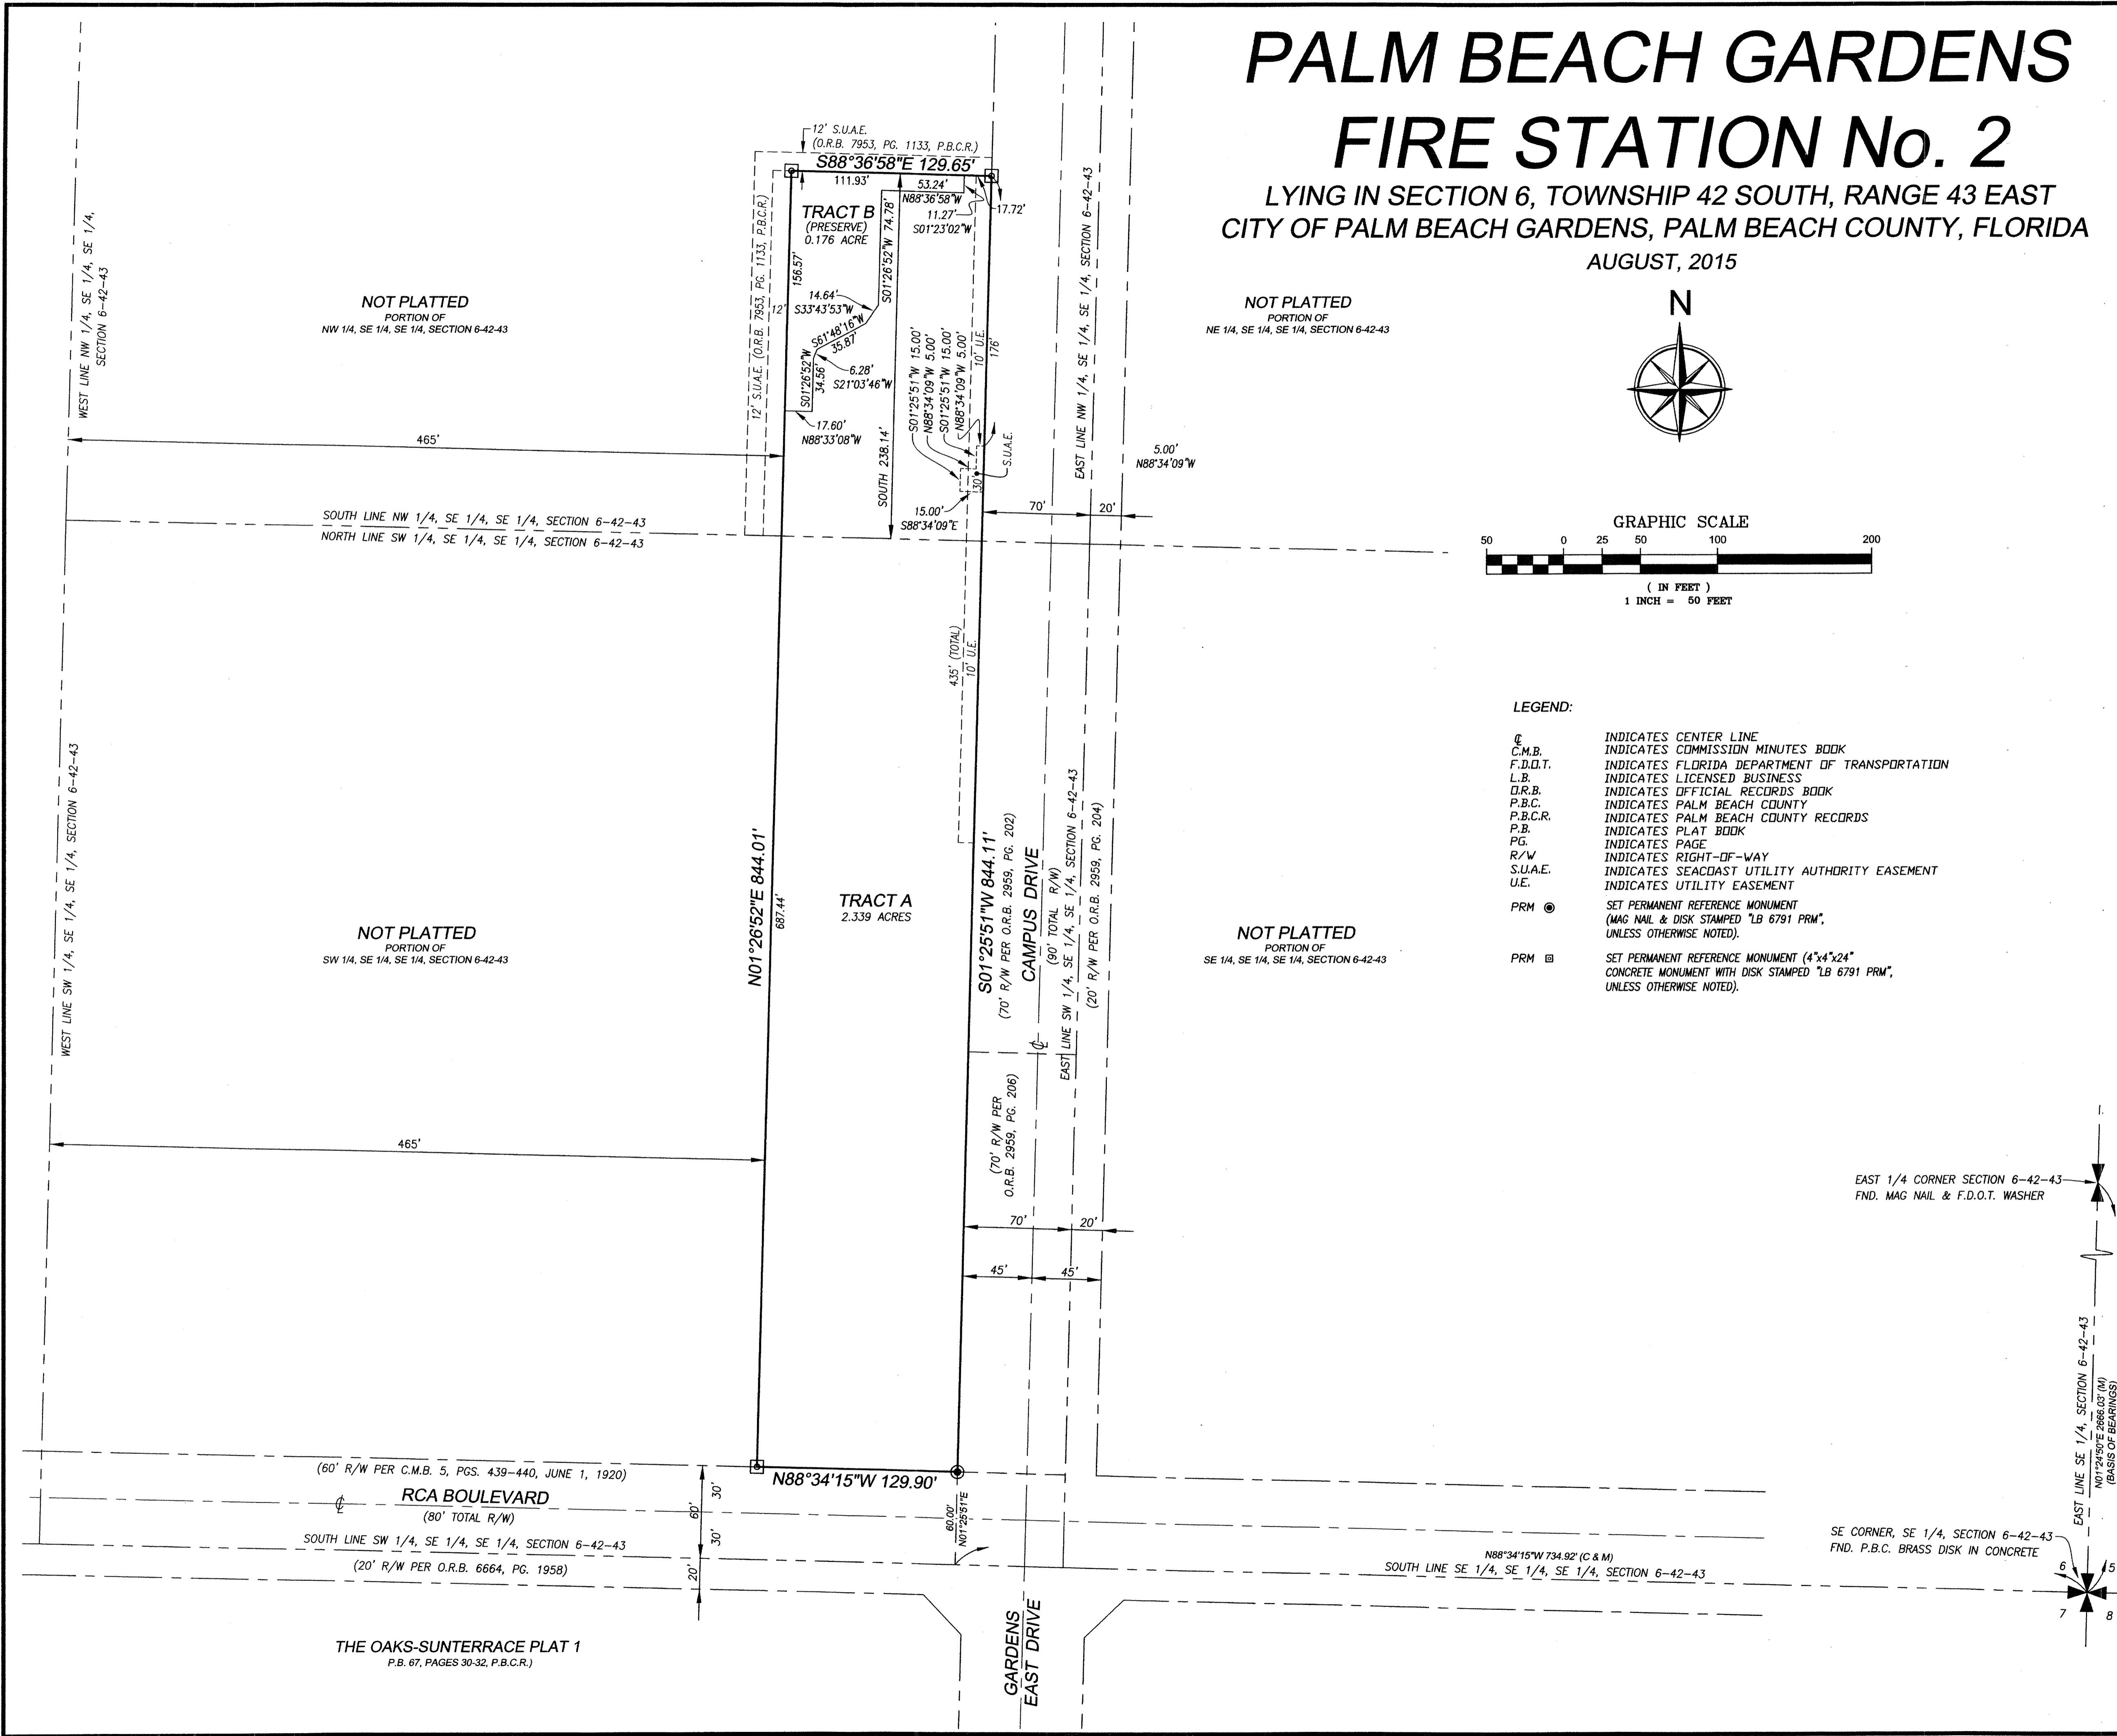 PALM BEACH GARDENS
FIRE STATION No. 2
LYING IN SECTION 6, TOWNSHIP 42 SOUTH, RANGE 43 EAST
CITY OF PALM BEACH GARDENS, PALM BEACH COUNTY, FLORIDA
AUGUST, 2015
N
GRAPHIC SCALE
50 0 25 50 100 200
( IN FEET )
1 INCH = 50 FEET
LEGEND:
℄ INDICATES CENTER LINE
C.M.B. INDICATES COMMISSION MINUTES BOOK
F.D.O.T. INDICATES FLORIDA DEPARTMENT OF TRANSPORTATION
L.B. INDICATES LICENSED BUSINESS
O.R.B. INDICATES OFFICIAL RECORDS BOOK
P.B.C. INDICATES PALM BEACH COUNTY
P.B.C.R. INDICATES PALM BEACH COUNTY RECORDS
P.B. INDICATES PLAT BOOK
PG. INDICATES PAGE
R/W INDICATES RIGHT-OF-WAY
S.U.A.E. INDICATES SEACOAST UTILITY AUTHORITY EASEMENT
U.E. INDICATES UTILITY EASEMENT
PRM SET PERMANENT REFERENCE MONUMENT
(MAG NAIL & DISK STAMPED "LB 6791 PRM",
UNLESS OTHERWISE NOTED).
PRM SET PERMANENT REFERENCE MONUMENT (4"x4"x24"
CONCRETE MONUMENT WITH DISK STAMPED "LB 6791 PRM",
UNLESS OTHERWISE NOTED).
WEST LINE NW 1/4, SE 1/4, SE 1/4,
SECTION 6-42-43
NOT PLATTED
PORTION OF
NW 1/4, SE 1/4, SE 1/4, SECTION 6-42-43
465'
12' S.U.A.E.
(O.R.B. 7953, PG. 1133, P.B.C.R.)
S88°36'58"E 129.65'
111.93'
53.24'
N88°36'58"W
11.27'
S01°23'02"W
17.72'
TRACT B
(PRESERVE)
0.176 ACRE
12' S.U.A.E. (O.R.B. 7953, PG. 1133, P.B.C.R.)
12'
156.57'
S01°26'52"W 74.78'
14.64'
S33°43'53"W
S61°48'16"W
35.87'
6.28'
S21°03'46"W
S01°26'52"W
34.56'
17.60'
N88°33'08"W
SOUTH 238.14'
S01°25'51"W 15.00'
N88°34'09"W 5.00'
S01°25'51"W 15.00'
N88°34'09"W 5.00'
10' U.E.
176'
S.U.A.E.
30'
15.00'
S88°34'09"E
70'
20'
5.00'
N88°34'09"W
EAST LINE NW 1/4, SE 1/4, SE 1/4, SECTION 6-42-43
NOT PLATTED
PORTION OF
NE 1/4, SE 1/4, SE 1/4, SECTION 6-42-43
SOUTH LINE NW 1/4, SE 1/4, SE 1/4, SECTION 6-42-43
NORTH LINE SW 1/4, SE 1/4, SE 1/4, SECTION 6-42-43
435' (TOTAL)
10' U.E.
WEST LINE SW 1/4, SE 1/4, SE 1/4, SECTION 6-42-43
NOT PLATTED
PORTION OF
SW 1/4, SE 1/4, SE 1/4, SECTION 6-42-43
N01°26'52"E 844.01'
687.44'
TRACT A
2.339 ACRES
S01°25'51"W 844.11'
(70' R/W PER O.R.B. 2959, PG. 202)
CAMPUS DRIVE
(90' TOTAL R/W)
EAST LINE SW 1/4, SE 1/4, SE 1/4, SECTION 6-42-43
(20' R/W PER O.R.B. 2959, PG. 204)
℄
NOT PLATTED
PORTION OF
SE 1/4, SE 1/4, SE 1/4, SECTION 6-42-43
465'
(70' R/W PER
O.R.B. 2959, PG. 206)
70'
20'
45'
45'
EAST 1/4 CORNER SECTION 6-42-43
FND. MAG NAIL & F.D.O.T. WASHER
EAST LINE SE 1/4, SECTION 6-42-43
N01°24'50"E 2666.03' (M)
(BASIS OF BEARINGS)
(60' R/W PER C.M.B. 5, PGS. 439-440, JUNE 1, 1920)
℄
RCA BOULEVARD
(80' TOTAL R/W)
SOUTH LINE SW 1/4, SE 1/4, SE 1/4, SECTION 6-42-43
(20' R/W PER O.R.B. 6664, PG. 1958)
60'
30'
30'
20'
N88°34'15"W 129.90'
60.00'
N01°25'51"E
N88°34'15"W 734.92' (C & M)
SOUTH LINE SE 1/4, SE 1/4, SE 1/4, SECTION 6-42-43
SE CORNER, SE 1/4, SECTION 6-42-43
FND. P.B.C. BRASS DISK IN CONCRETE
6 5
7 8
GARDENS
EAST DRIVE
THE OAKS-SUNTERRACE PLAT 1
P.B. 67, PAGES 30-32, P.B.C.R.)